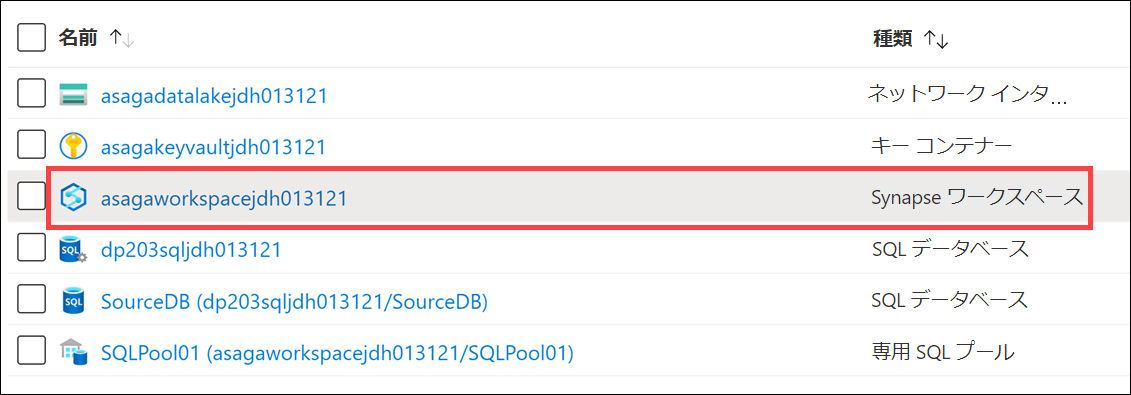 名前 ↑↓ 種類 ↑↓
asagadatalakejdh013121 ネットワーク インタ...
asagakeyvaultjdh013121 キー コンテナー
asagaworkspacejdh013121 Synapse ワークスペース
SQL dp203sqljdh013121 SQL データベース
SQL SourceDB (dp203sqljdh013121/SourceDB) SQL データベース
SQLPool01 (asagaworkspacejdh013121/SQLPool01) 専用 SQL プール